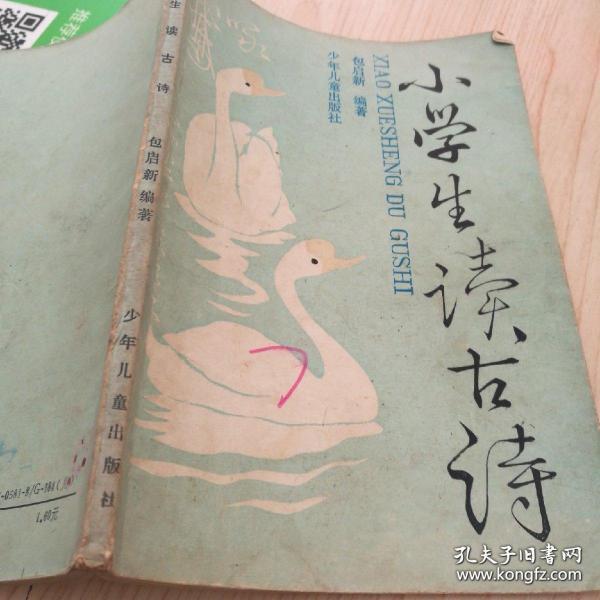 小学生读古诗
XIAO XUESHENG DU GUSHI
包启新 编著
少年儿童出版社
生读古诗
包启新 编著
少年儿童出版社
1.60元
孔夫子旧书网
www.kongfz.com